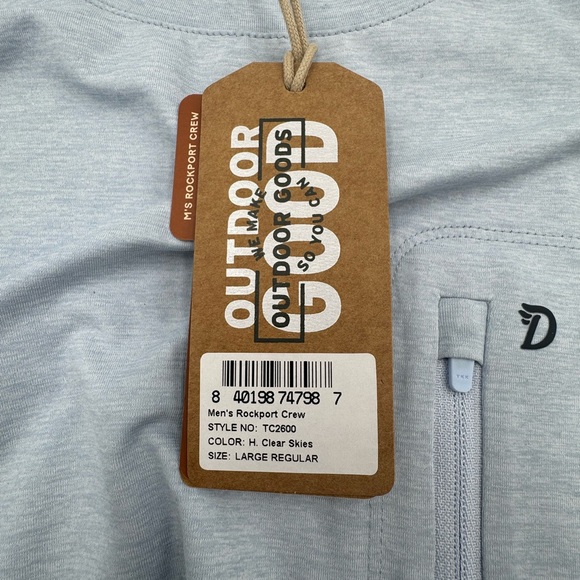 M'S ROCKPORT CREW
OUTDOOR
GOOD
WE MAKE
OUTDOOR GOODS
SO YOU CAN
8 40198 74798 7
Men's Rockport Crew
STYLE NO: TC2600
COLOR: H. Clear Skies
SIZE: LARGE REGULAR
D